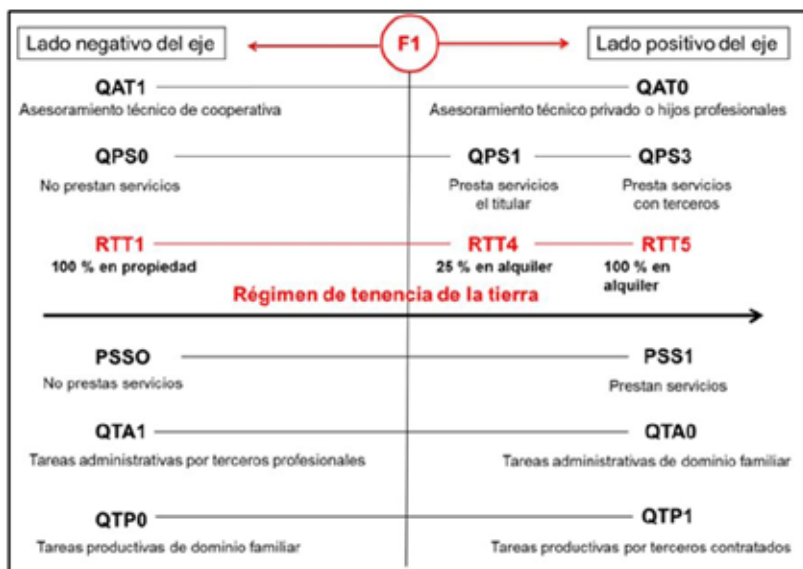 Lado negativo del eje F1 Lado positivo del eje
QAT1 QAT0
Asesoramiento técnico de cooperativa Asesoramiento técnico privado o hijos profesionales
QPS0 QPS1 QPS3
No prestan servicios Presta servicios Presta servicios
el titular con terceros
RTT1 RTT4 RTT5
100 % en propiedad 25 % en alquiler 100 % en
alquiler
Régimen de tenencia de la tierra
PSSO PSS1
No prestas servicios Prestan servicios
QTA1 QTA0
Tareas administrativas por terceros profesionales Tareas administrativas de dominio familiar
QTP0 QTP1
Tareas productivas de dominio familiar Tareas productivas por terceros contratados